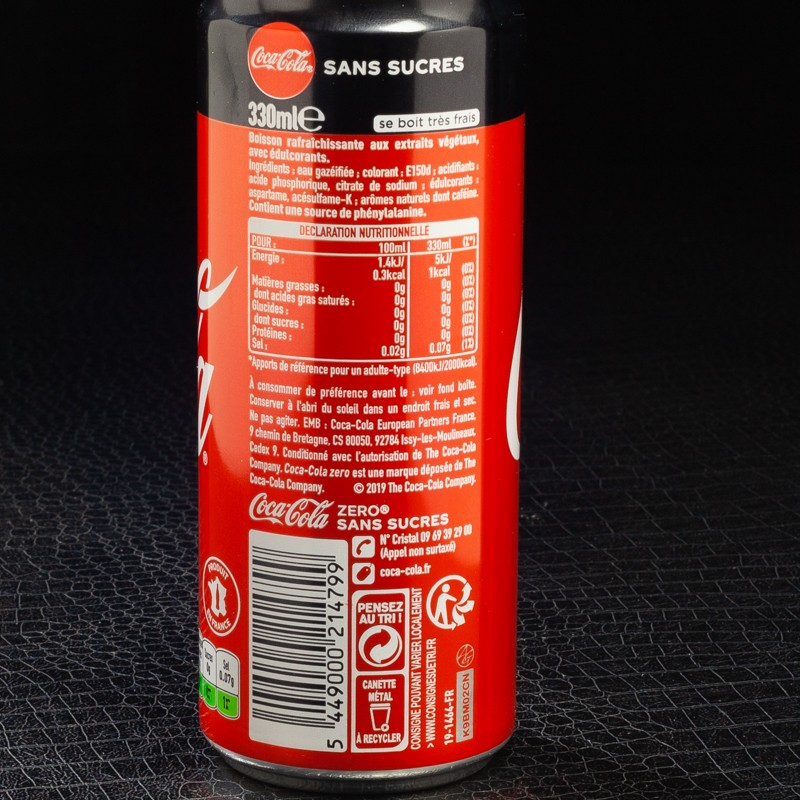 Coca-Cola® SANS SUCRES
330ml℮ se boit très frais
Boisson rafraîchissante aux extraits végétaux,
avec édulcorants.
Ingrédients : eau gazéifiée ; colorant : E150d ; acidifiants :
acide phosphorique, citrate de sodium ; édulcorants :
aspartame, acésulfame-K ; arômes naturels dont caféine.
Contient une source de phénylalanine.
DECLARATION NUTRITIONNELLE
POUR : 100ml 330ml (%*)
Energie : 1.4kJ/ 5kJ/
0.3kcal 1kcal (0%)
Matières grasses : 0g 0g (0%)
dont acides gras saturés : 0g 0g (0%)
Glucides : 0g 0g (0%)
dont sucres : 0g 0g (0%)
Protéines : 0g 0g (0%)
Sel : 0.02g 0.07g (1%)
*Apports de référence pour un adulte-type (8400kJ/2000kcal).
À consommer de préférence avant le : voir fond boîte.
Conserver à l'abri du soleil dans un endroit frais et sec.
Ne pas agiter. EMB : Coca-Cola European Partners France,
9 chemin de Bretagne, CS 80050, 92784 Issy-les-Moulineaux,
Cedex 9. Conditionné avec l'autorisation de The Coca-Cola
Company. Coca-Cola zero est une marque déposée de The
Coca-Cola Company. © 2019 The Coca-Cola Company.
Coca-Cola ZERO®
SANS SUCRES
N° Cristal 09 69 39 29 00
(Appel non surtaxé)
coca-cola.fr
PRODUIT
EN FRANCE
Sucres
0g
Sel
0.07g
1%*
5 449000 214799
PENSEZ
AU TRI !
CANETTE
MÉTAL
À RECYCLER
CONSIGNE POUVANT VARIER LOCALEMENT
> WWW.CONSIGNESDETRI.FR
19-1464-FR
K9BM02CN